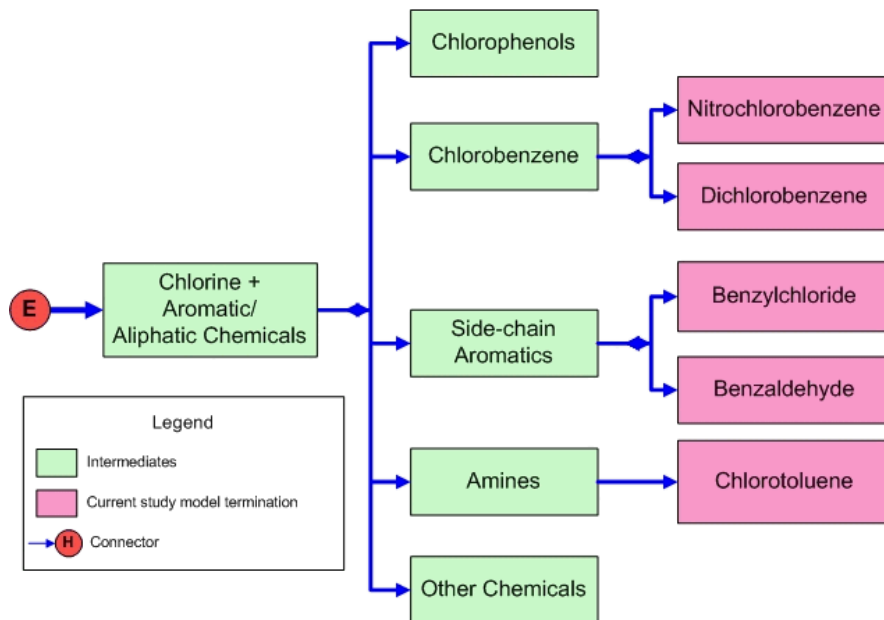 Chlorophenols
Nitrochlorobenzene
Chlorobenzene
Dichlorobenzene
E
Chlorine +
Aromatic/
Aliphatic Chemicals
Benzylchloride
Side-chain
Aromatics
Benzaldehyde
Legend
Intermediates
Current study model termination
H
Connector
Amines
Chlorotoluene
Other Chemicals